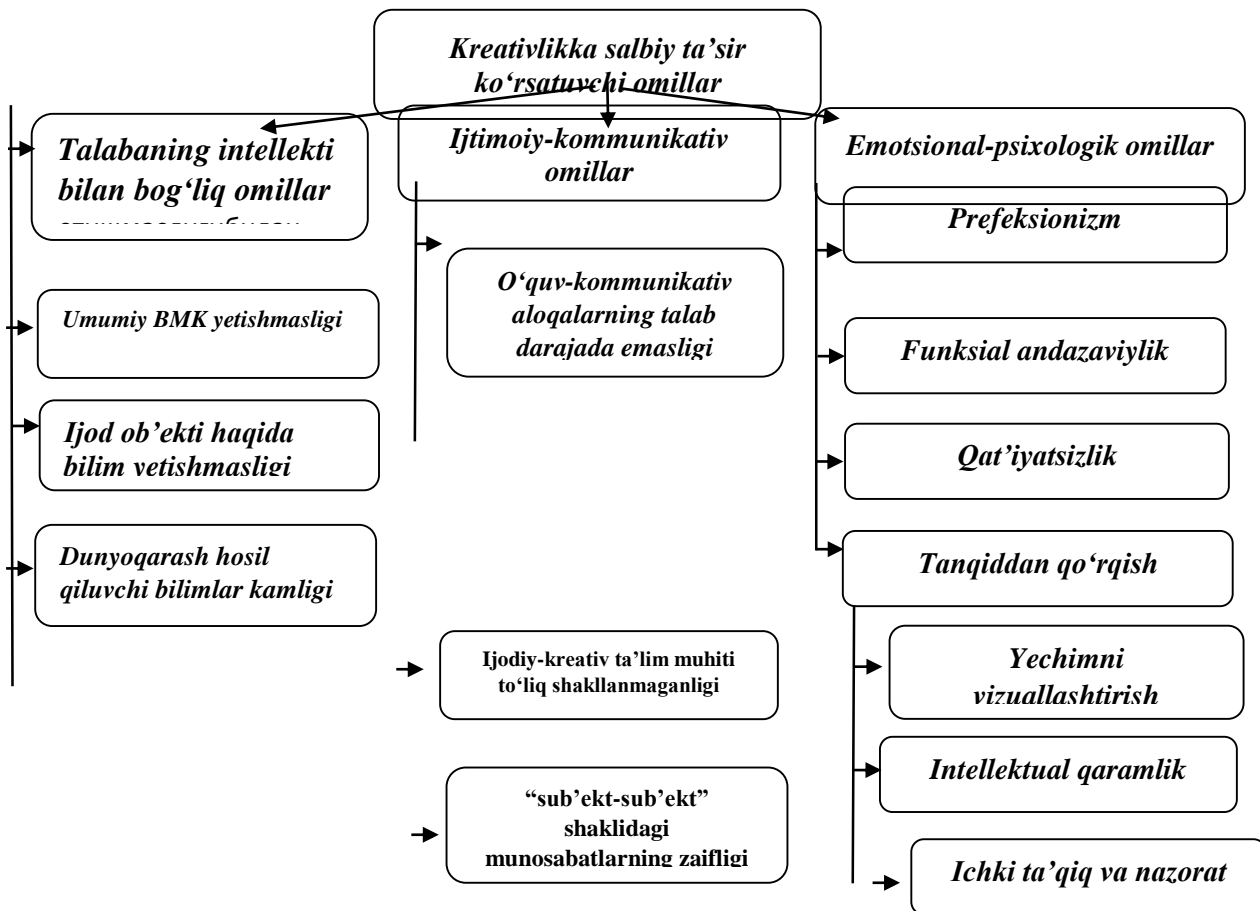 Kreativlikka salbiy ta’sir
ko‘rsatuvchi omillar
Talabaning intellekti
bilan bog‘liq omillar
Umumiy BMK yetishmasligi
Ijod ob’ekti haqida
bilim yetishmasligi
Dunyoqarash hosil
qiluvchi bilimlar kamligi
Ijtimoiy-kommunikativ
omillar
O‘quv-kommunikativ
aloqalarning talab
darajada emasligi
Ijodiy-kreativ ta’lim muhiti
to‘liq shakllanmaganligi
“sub’ekt-sub’ekt”
shaklidagi
munosabatlarning zaifligi
Emotsional-psixologik omillar
Prefeksionizm
Funksial andazaviylik
Qat’iyatsizlik
Tanqiddan qo‘rqish
Yechimni
vizuallashtirish
Intellektual qaramlik
Ichki ta’qiq va nazorat